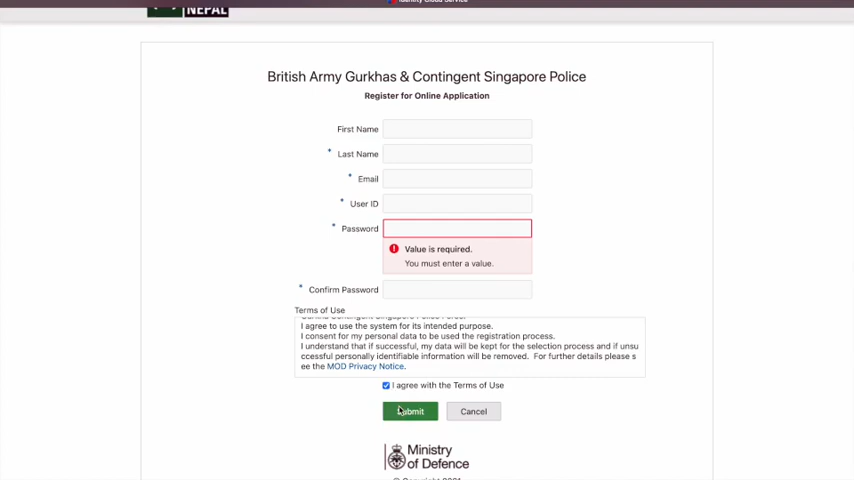 Identity Cloud Service
NEPAL
British Army Gurkhas & Contingent Singapore Police
Register for Online Application
First Name
* Last Name
* Email
* User ID
* Password
Value is required.
You must enter a value.
* Confirm Password
Terms of Use
I agree to use the system for its intended purpose.
I consent for my personal data to be used the registration process.
I understand that if successful, my data will be kept for the selection process and if unsu
ccessful personally identifiable information will be removed. For further details please s
ee the MOD Privacy Notice.
I agree with the Terms of Use
Submit
Cancel
Ministry
of Defence